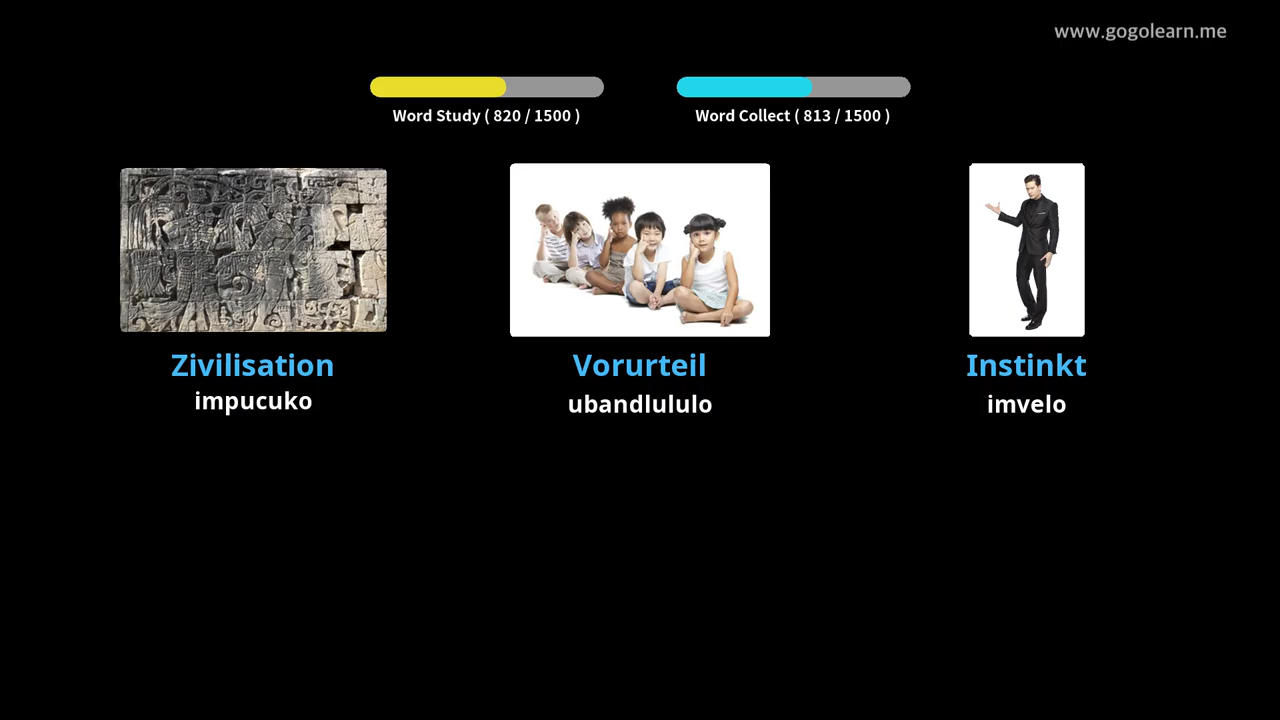 www.gogolearn.me
Word Study ( 820 / 1500 )
Word Collect ( 813 / 1500 )
Zivilisation
impucuko
Vorurteil
ubandlululo
Instinkt
imvelo